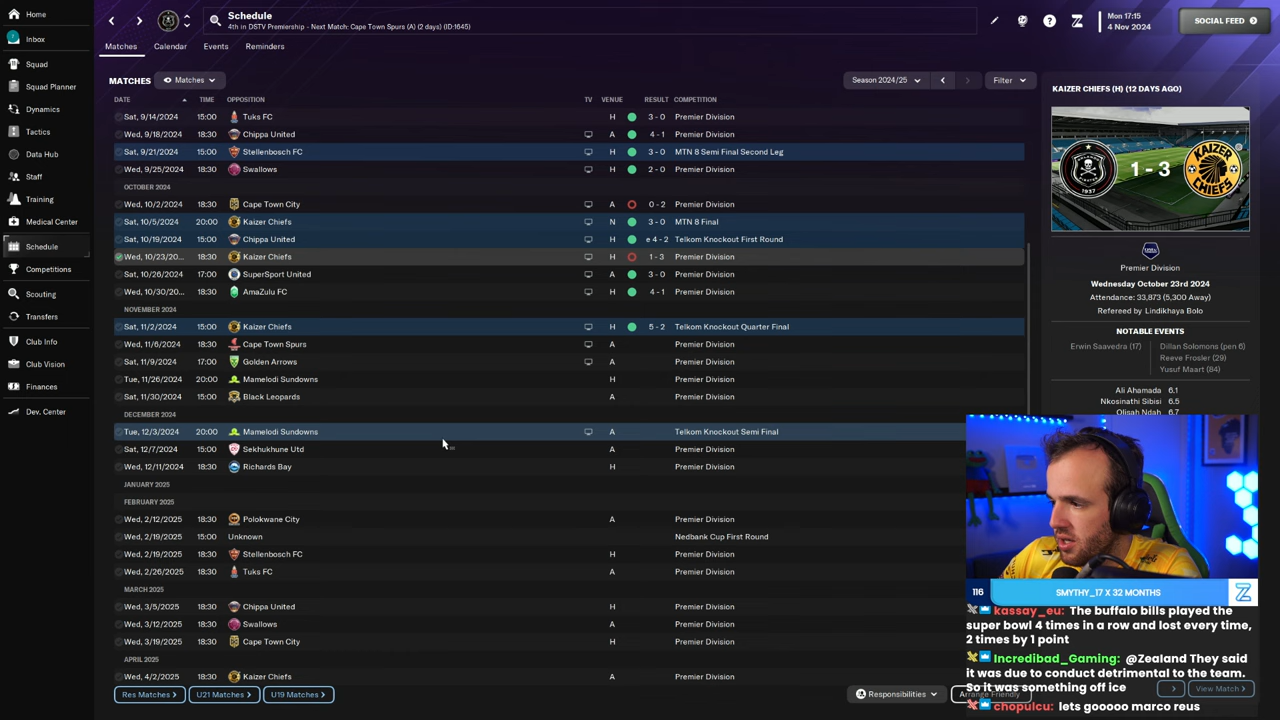 Home
Inbox
Squad
Squad Planner
Dynamics
Tactics
Data Hub
Staff
Training
Medical Center
Schedule
Competitions
Scouting
Transfers
Club Info
Club Vision
Finances
Dev. Center
Schedule
4th in DSTV Premiership - Next Match: Cape Town Spurs (A) (2 days) (ID:1645)
Mon 17:15
4 Nov 2024
SOCIAL FEED
Matches Calendar Events Reminders
MATCHES Matches Season 2024/25 Filter
DATE TIME OPPOSITION TV VENUE RESULT COMPETITION
Sat, 9/14/2024 15:00 Tuks FC H 3 - 0 Premier Division
Wed, 9/18/2024 18:30 Chippa United A 4 - 1 Premier Division
Sat, 9/21/2024 15:00 Stellenbosch FC H 3 - 0 MTN 8 Semi Final Second Leg
Wed, 9/25/2024 18:30 Swallows H 2 - 0 Premier Division
OCTOBER 2024
Wed, 10/2/2024 18:30 Cape Town City A 0 - 2 Premier Division
Sat, 10/5/2024 20:00 Kaizer Chiefs N 3 - 0 MTN 8 Final
Sat, 10/19/2024 15:00 Chippa United H e 4 - 2 Telkom Knockout First Round
Wed, 10/23/20... 18:30 Kaizer Chiefs H 1 - 3 Premier Division
Sat, 10/26/2024 17:00 SuperSport United A 3 - 0 Premier Division
Wed, 10/30/20... 18:30 AmaZulu FC H 4 - 1 Premier Division
NOVEMBER 2024
Sat, 11/2/2024 15:00 Kaizer Chiefs H 5 - 2 Telkom Knockout Quarter Final
Wed, 11/6/2024 18:30 Cape Town Spurs A Premier Division
Sat, 11/9/2024 17:00 Golden Arrows A Premier Division
Tue, 11/26/2024 20:00 Mamelodi Sundowns H Premier Division
Sat, 11/30/2024 15:00 Black Leopards A Premier Division
DECEMBER 2024
Tue, 12/3/2024 20:00 Mamelodi Sundowns A Telkom Knockout Semi Final
Sat, 12/7/2024 15:00 Sekhukhune Utd A Premier Division
Wed, 12/11/2024 18:30 Richards Bay H Premier Division
JANUARY 2025
FEBRUARY 2025
Wed, 2/12/2025 18:30 Polokwane City A Premier Division
Wed, 2/19/2025 15:00 Unknown Nedbank Cup First Round
Wed, 2/19/2025 18:30 Stellenbosch FC H Premier Division
Wed, 2/26/2025 18:30 Tuks FC A Premier Division
MARCH 2025
Wed, 3/5/2025 18:30 Chippa United H Premier Division
Wed, 3/12/2025 18:30 Swallows A Premier Division
Wed, 3/19/2025 18:30 Cape Town City H Premier Division
APRIL 2025
Wed, 4/2/2025 18:30 Kaizer Chiefs A Premier Division
Res Matches U21 Matches U19 Matches Responsibilities Arrange Friendly
KAIZER CHIEFS (H) (12 DAYS AGO)
1 - 3
Premier Division
Wednesday October 23rd 2024
Attendance: 33,873 (5,300 Away)
Refereed by Lindikhaya Bolo
NOTABLE EVENTS
Erwin Saavedra (17) Dillan Solomons (pen 6)
Reeve Frosler (29)
Yusuf Maart (84)
Ali Ahamada 6.1
Nkosinathi Sibisi 6.5
Olisah Ndah 6.7
116 SMYTHY_17 X 32 MONTHS
kassay_eu: The buffalo bills played the
super bowl 4 times in a row and lost every time,
2 times by 1 point
Incredibad_Gaming: @Zealand They said
it was due to conduct detrimental to the team.
So it was something off ice
View Match
chopulcu: lets gooooo marco reus